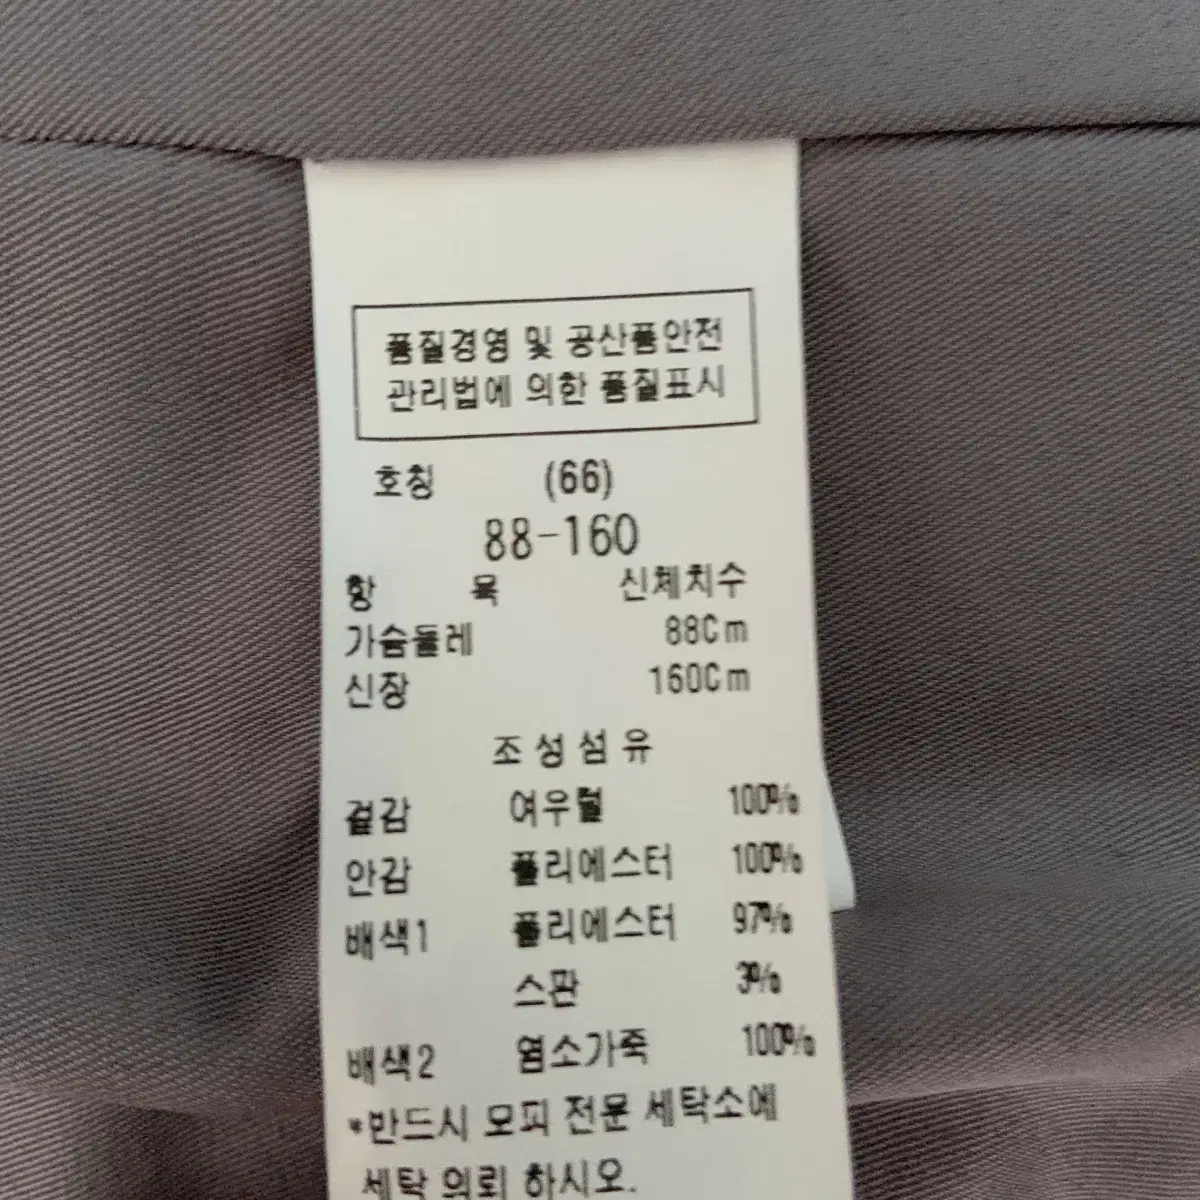 품질경영 및 공산품안전
관리법에 의한 품질표시
호칭 (66)
88-160
항 목 신체치수
가슴둘레 88Cm
신장 160Cm
조성섬유
겉감 여우털 100%
안감 폴리에스터 100%
배색1 폴리에스터 97%
스판 3%
배색2 염소가죽 100%
*반드시 모피 전문 세탁소에
세탁 의뢰 하시오.